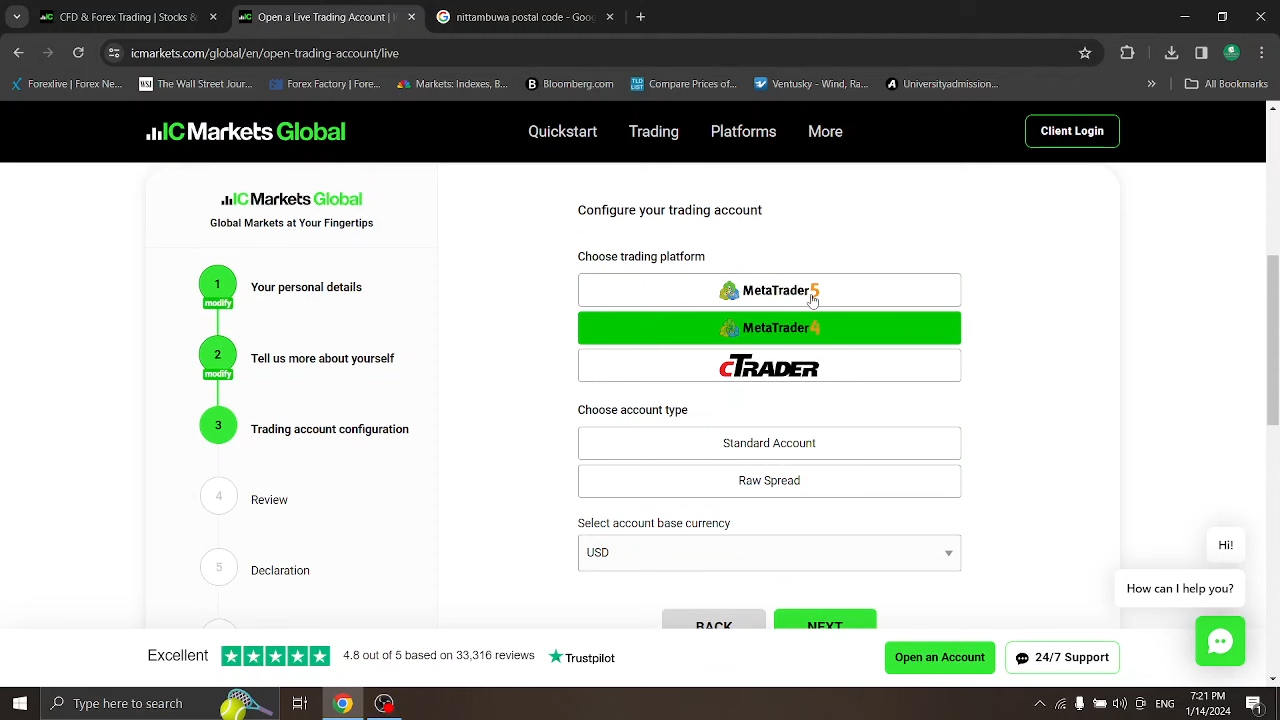 CFD & Forex Trading | Stocks &
Open a Live Trading Account |
nittambuwa postal code - Goo
icmarkets.com/global/en/open-trading-account/live
Forexlive | Forex Ne...
The Wall Street Jour...
Forex Factory | Fore...
Markets: Indexes, B...
Bloomberg.com
TLD LIST
Compare Prices of...
Ventusky - Wind, Ra...
Universityadmission...
All Bookmarks
IC Markets Global
Quickstart
Trading
Platforms
More
Client Login
IC Markets Global
Global Markets at Your Fingertips
1
modify
Your personal details
2
modify
Tell us more about yourself
3
Trading account configuration
4
Review
5
Declaration
Configure your trading account
Choose trading platform
MetaTrader 5
MetaTrader 4
cTRADER
Choose account type
Standard Account
Raw Spread
Select account base currency
USD
BACK
NEXT
Hi!
How can I help you?
Excellent
4.8 out of 5 based on 33,316 reviews
Trustpilot
Open an Account
24/7 Support
Type here to search
ENG
7:21 PM
1/14/2024